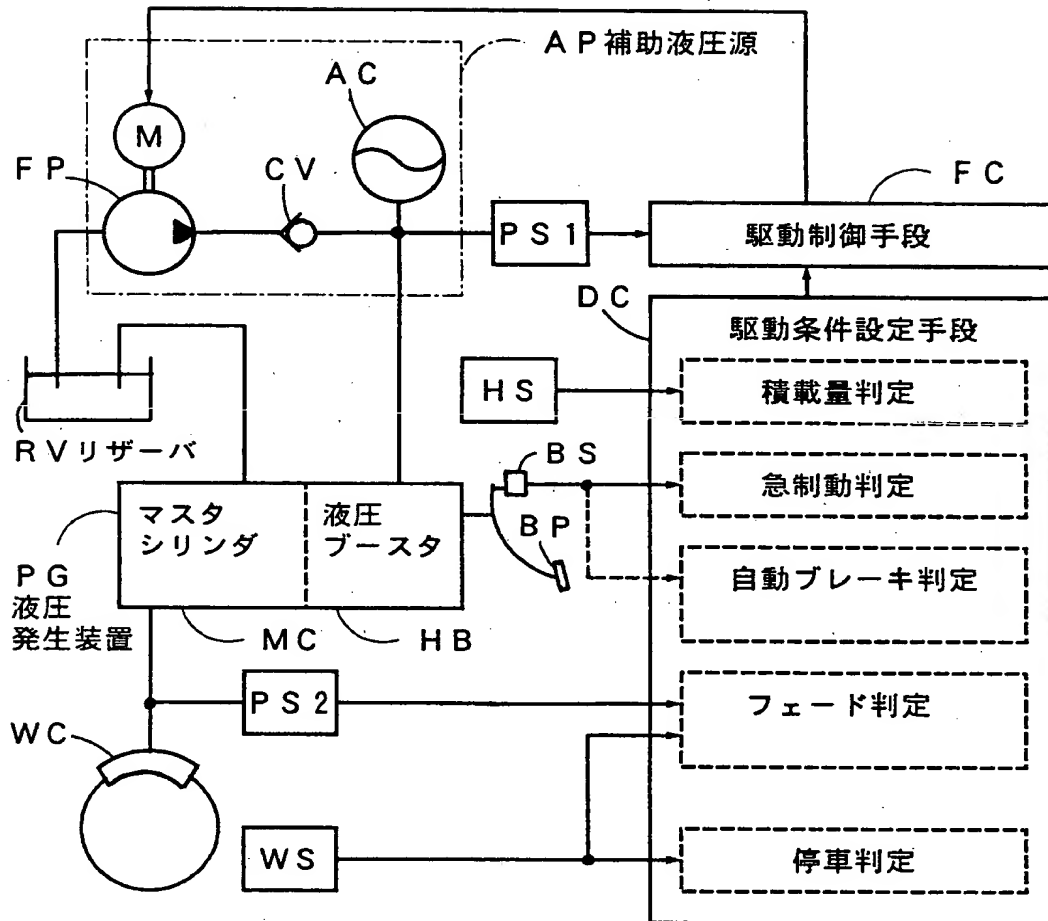 AP補助液圧源
AC
M
FP
CV
FC
PS1
駆動制御手段
DC
駆動条件設定手段
HS
積載量判定
RVリザーバ
BS
急制動判定
マスタ
シリンダ
液圧
ブースタ
BP
自動ブレーキ判定
PG
液圧
発生装置
MC
HB
PS2
フェード判定
WC
WS
停車判定